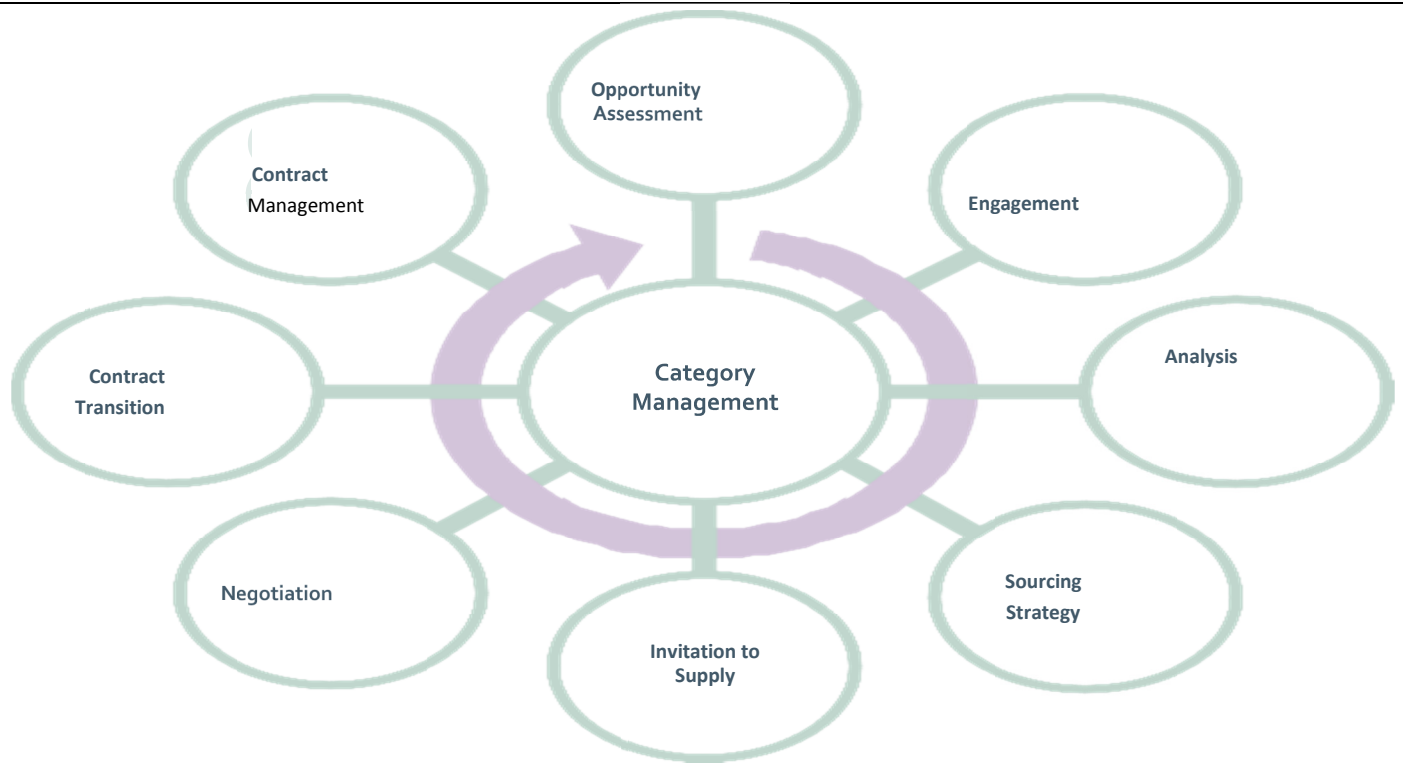 Opportunity
Assessment
Contract
Management
Engagement
Category
Management
Analysis
Contract
Transition
Negotiation
Sourcing
Strategy
Invitation to
Supply